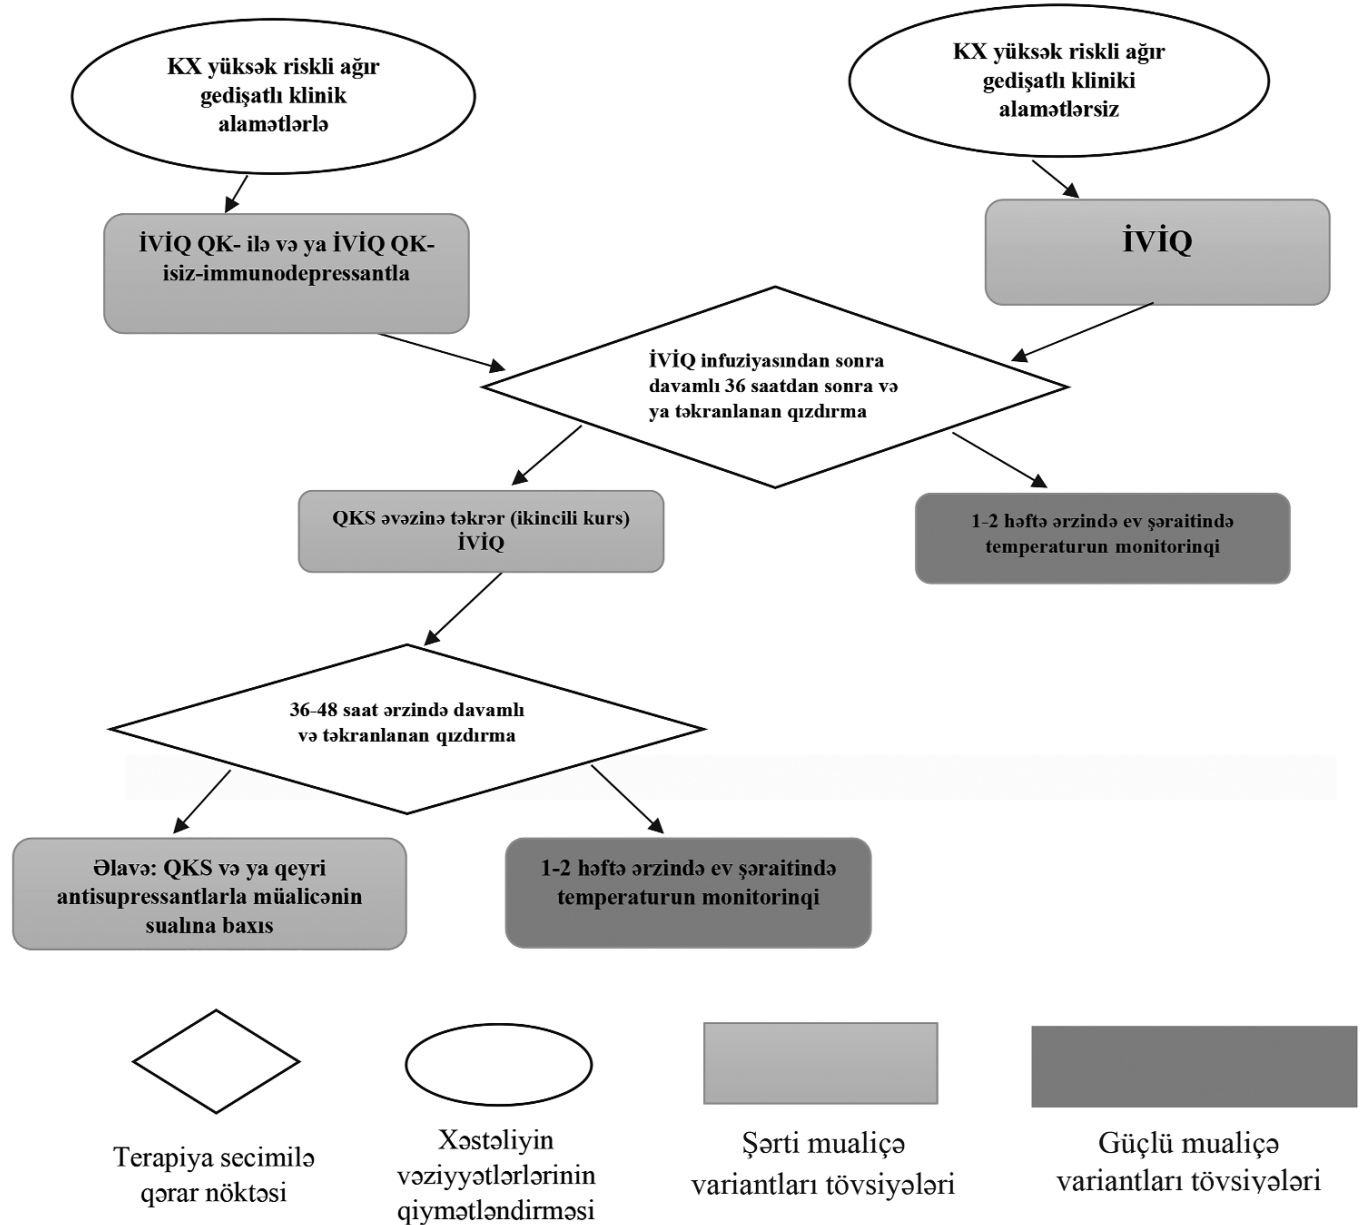 KX yüksək riskli ağır
gedişatlı klinik
alamətlərlə
KX yüksək riskli ağır
gedişatlı kliniki
alamətlərsiz
İVİQ QK- ilə və ya İVİQ QK-
isiz-immunodepressantla
İVİQ
İVİQ infuziyasından sonra
davamlı 36 saatdan sonra və
ya təkranlanan qızdırma
QKS əvəzinə təkrər (ikincili kurs)
İVİQ
1-2 həftə ərzində ev şəraitində
temperaturun monitorinqi
36-48 saat ərzində davamlı
və təkranlanan qızdırma
Əlavə: QKS və ya qeyri
antisupressantlarla müalicənin
sualına baxıs
1-2 həftə ərzində ev şəraitində
temperaturun monitorinqi
Terapiya secimilə
qərar nöktəsi
Xəstəliyin
vəziyyətlərlərinin
qiymətləndirməsi
Şərti mualiçə
variantları tövsiyələri
Güçlü mualiçə
variantları tövsiyələri